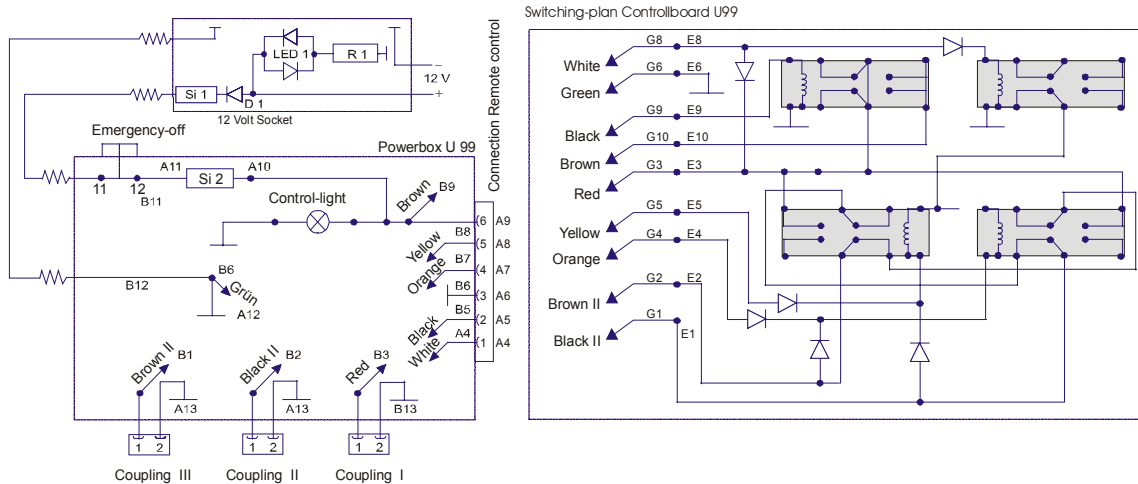 Switching-plan Controllboard U99
LED 1
R 1
12 V
−
+
Si 1
D 1
12 Volt Socket
Emergency-off
Powerbox U 99
Connection Remote control
A11
A10
11
12
Si 2
B11
Control-light
Brown
B9
6
A9
B8
Yellow
5
A8
B7
Orange
4
A7
B6
3
A6
B5
Black
2
A5
A4
White
1
A4
B6
Grün
B12
A12
Brown II
B1
A13
Black II
B2
A13
Red
B3
B13
1 2
1 2
1 2
Coupling III
Coupling II
Coupling I
White
G8 E8
Green
G6 E6
Black
G9 E9
Brown
G10 E10
Red
G3 E3
Yellow
G5 E5
Orange
G4 E4
Brown II
G2 E2
Black II
G1
E1